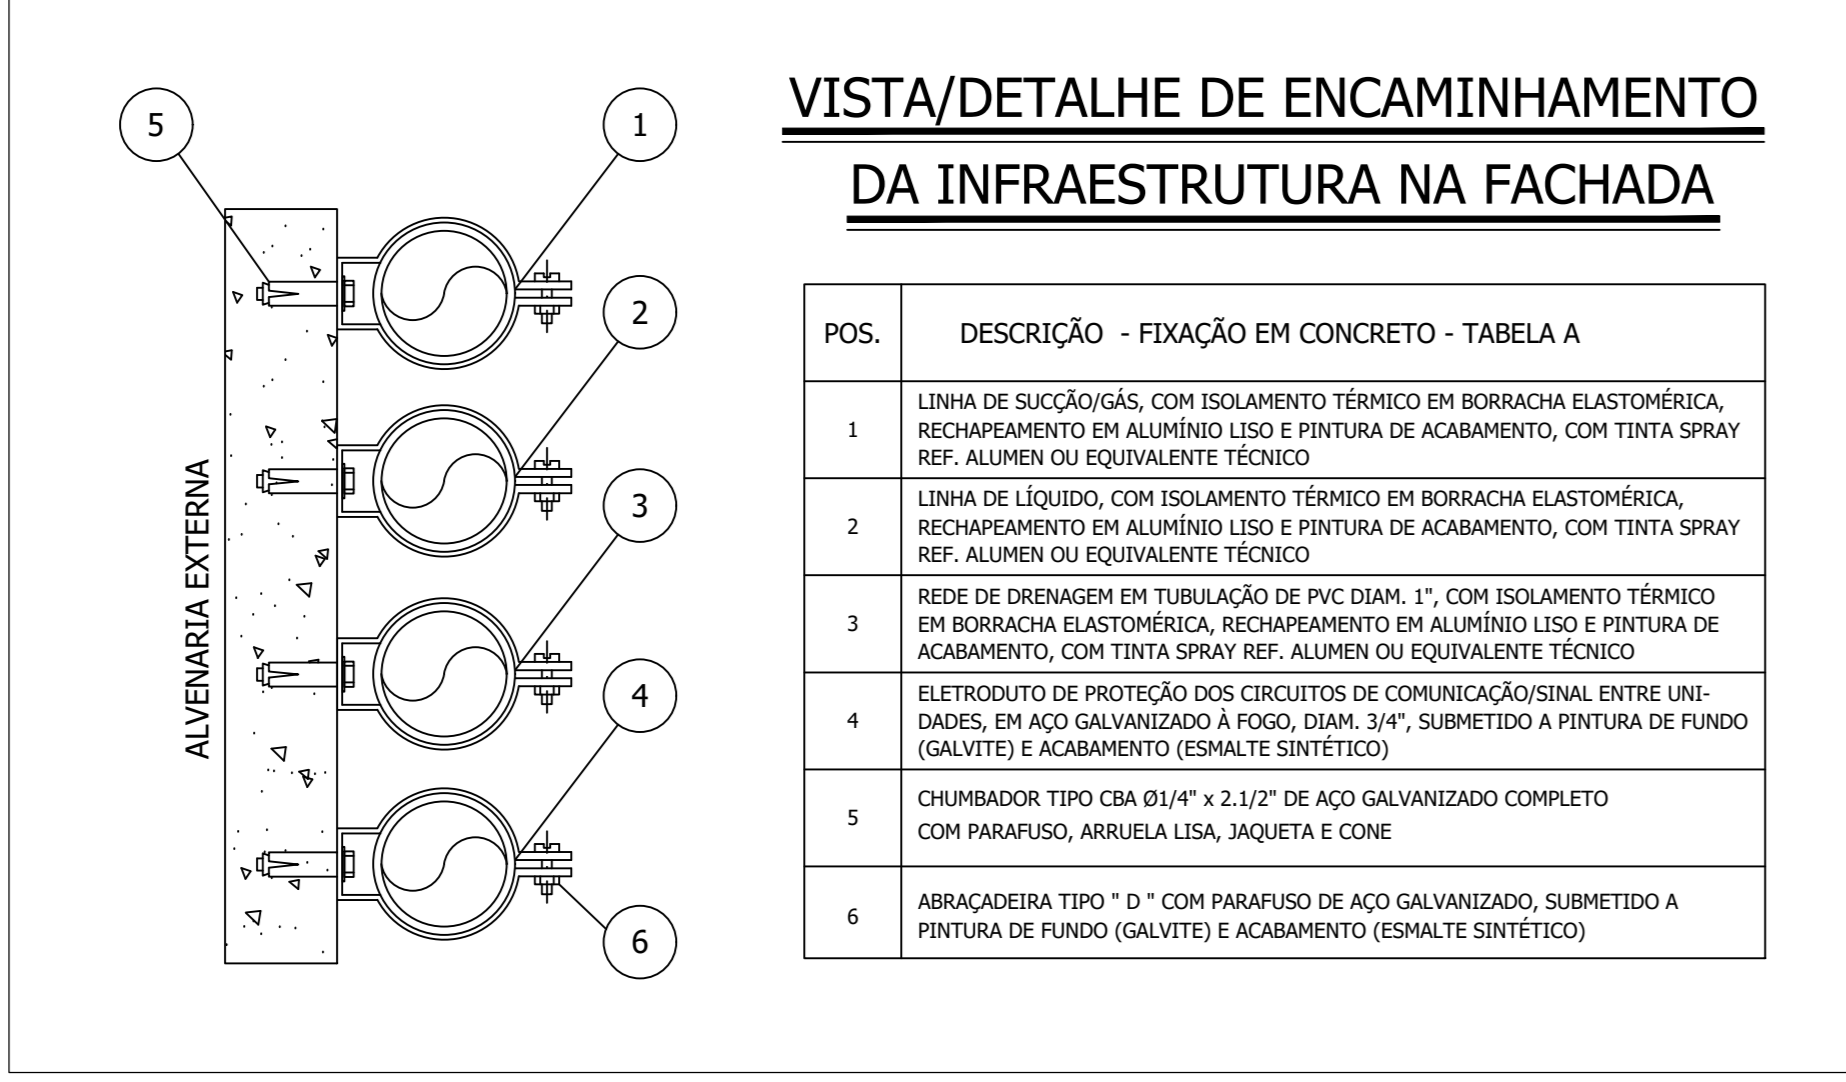 VISTA/DETALHE DE ENCAMINHAMENTO
DA INFRAESTRUTURA NA FACHADA
5
1
2
3
4
6
ALVENARIA EXTERNA
POS. DESCRIÇÃO - FIXAÇÃO EM CONCRETO - TABELA A
1
LINHA DE SUCÇÃO/GÁS, COM ISOLAMENTO TÉRMICO EM BORRACHA ELASTOMÉRICA,
RECHAPEAMENTO EM ALUMÍNIO LISO E PINTURA DE ACABAMENTO, COM TINTA SPRAY
REF. ALUMEN OU EQUIVALENTE TÉCNICO
2
LINHA DE LÍQUIDO, COM ISOLAMENTO TÉRMICO EM BORRACHA ELASTOMÉRICA,
RECHAPEAMENTO EM ALUMÍNIO LISO E PINTURA DE ACABAMENTO, COM TINTA SPRAY
REF. ALUMEN OU EQUIVALENTE TÉCNICO
3
REDE DE DRENAGEM EM TUBULAÇÃO DE PVC DIAM. 1", COM ISOLAMENTO TÉRMICO
EM BORRACHA ELASTOMÉRICA, RECHAPEAMENTO EM ALUMÍNIO LISO E PINTURA DE
ACABAMENTO, COM TINTA SPRAY REF. ALUMEN OU EQUIVALENTE TÉCNICO
4
ELETRODUTO DE PROTEÇÃO DOS CIRCUITOS DE COMUNICAÇÃO/SINAL ENTRE UNI-
DADES, EM AÇO GALVANIZADO À FOGO, DIAM. 3/4", SUBMETIDO A PINTURA DE FUNDO
(GALVITE) E ACABAMENTO (ESMALTE SINTÉTICO)
5
CHUMBADOR TIPO CBA Ø1/4" x 2.1/2" DE AÇO GALVANIZADO COMPLETO
COM PARAFUSO, ARRUELA LISA, JAQUETA E CONE
6
ABRAÇADEIRA TIPO " D " COM PARAFUSO DE AÇO GALVANIZADO, SUBMETIDO A
PINTURA DE FUNDO (GALVITE) E ACABAMENTO (ESMALTE SINTÉTICO)